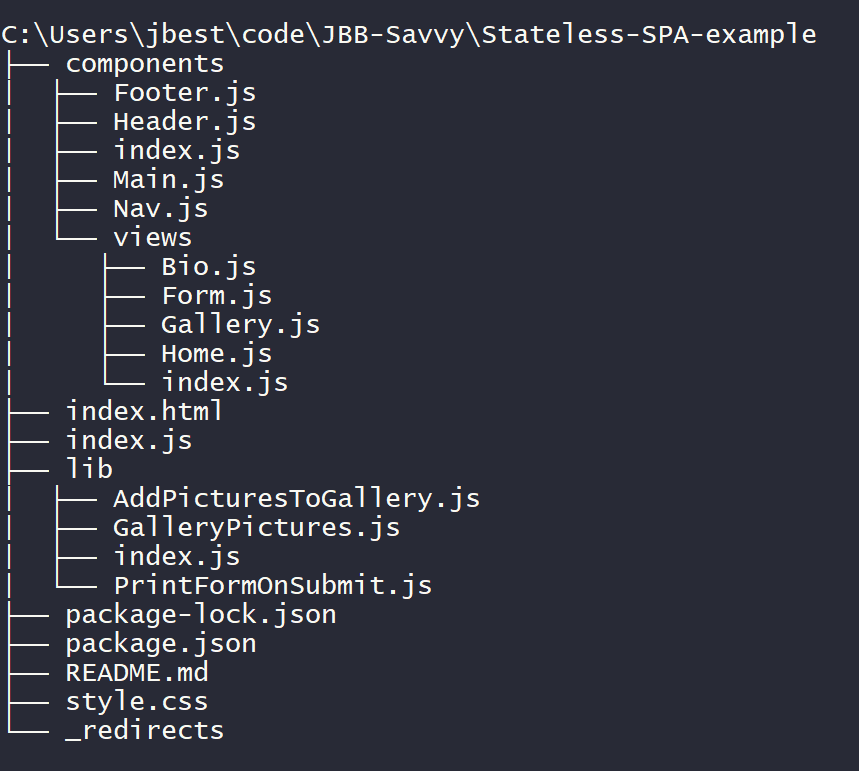 C:\Users\jbest\code\JBB-Savvy\Stateless-SPA-example
├── components
│   ├── Footer.js
│   ├── Header.js
│   ├── index.js
│   ├── Main.js
│   ├── Nav.js
│   └── views
│       ├── Bio.js
│       ├── Form.js
│       ├── Gallery.js
│       ├── Home.js
│       └── index.js
├── index.html
├── index.js
├── lib
│   ├── AddPicturesToGallery.js
│   ├── GalleryPictures.js
│   ├── index.js
│   └── PrintFormOnSubmit.js
├── package-lock.json
├── package.json
├── README.md
├── style.css
└── _redirects